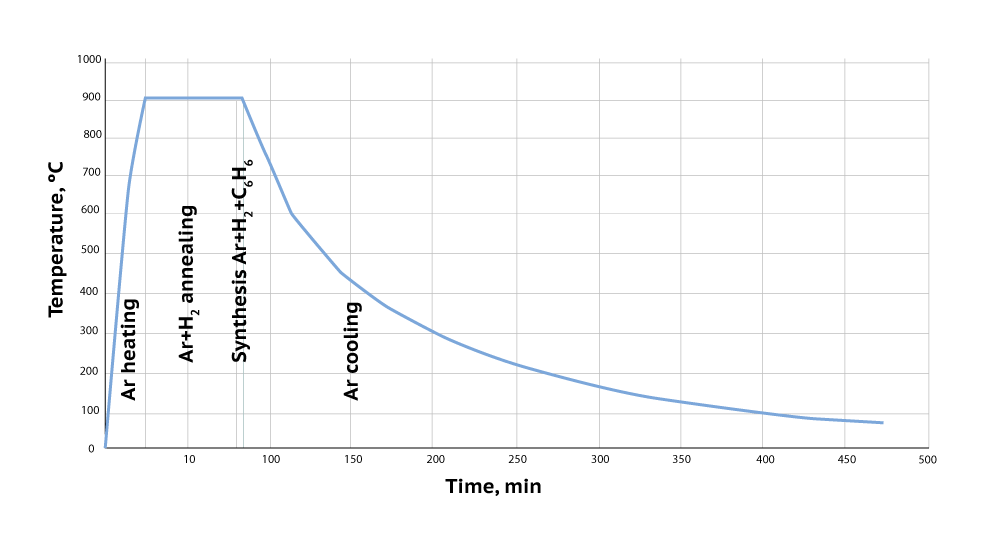 1000
900
800
700
600
500
400
300
200
100
0
Temperature, ºC
Ar heating
Ar+H₂ annealing
Synthesis Ar+H₂+C₆H₆
Ar cooling
10 100 150 200 250 300 350 400 450 500
Time, min